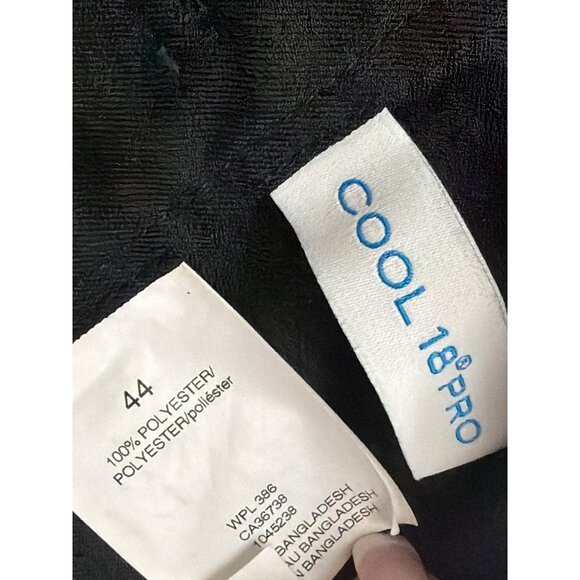 COOL 18® PRO
44
100% POLYESTER/
POLYESTER/poliéster
WPL 386
CA36738
1045238
BANGLADESH
AU BANGLADESH
N BANGLADESH